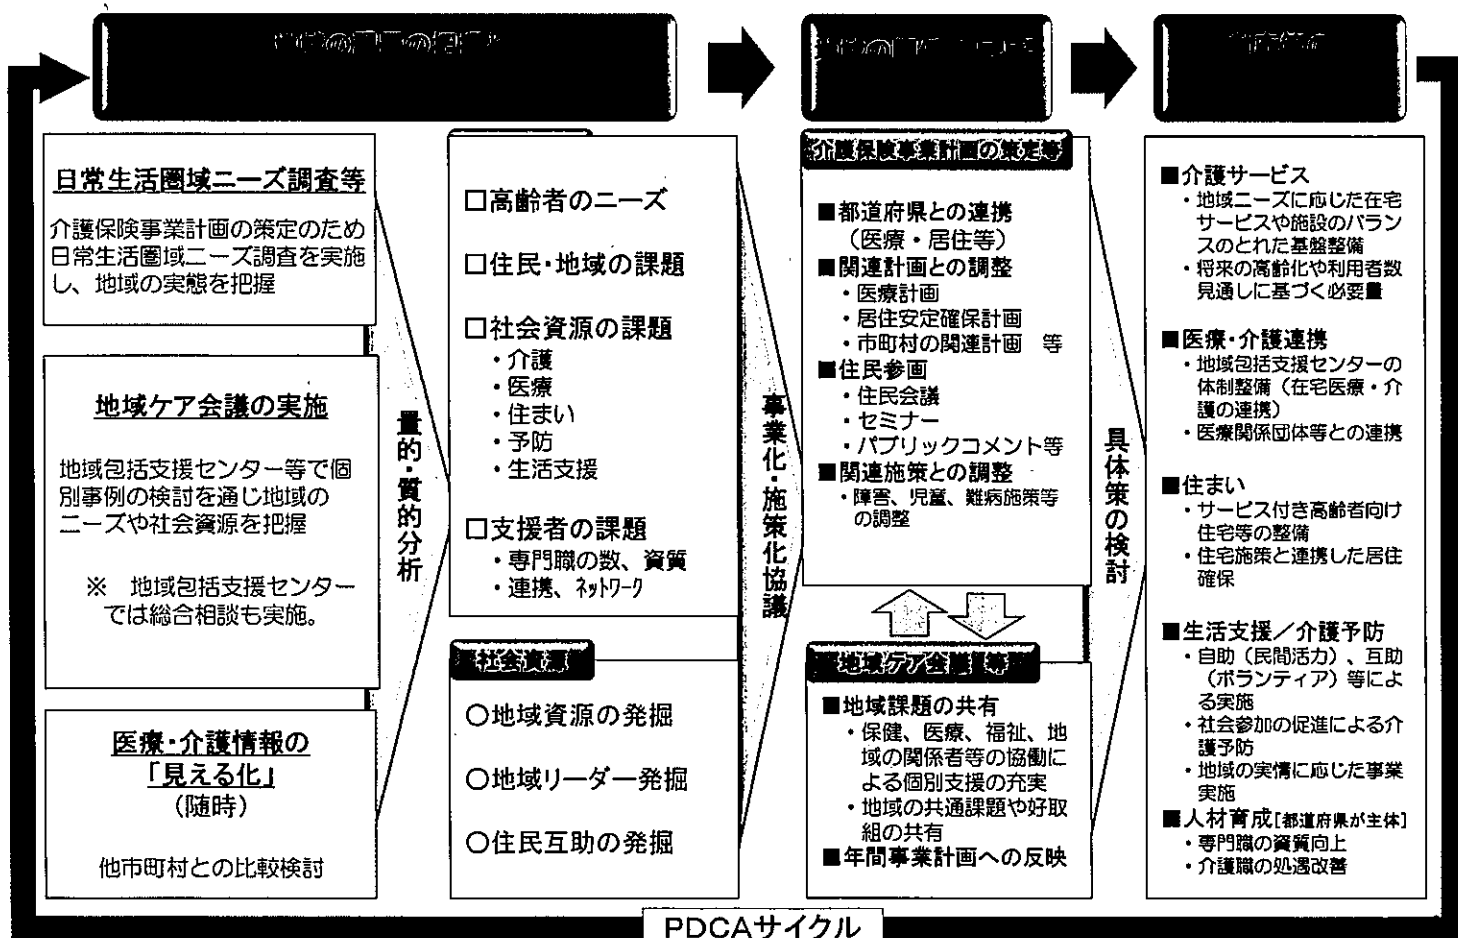 日常生活圏域ニーズ調査等
介護保険事業計画の策定のため
日常生活圏域ニーズ調査を実施
し、地域の実態を把握
地域ケア会議の実施
地域包括支援センター等で個
別事例の検討を通じ地域の
ニーズや社会資源を把握
※ 地域包括支援センター
では総合相談も実施。
医療・介護情報の
「見える化」
（随時）
他市町村との比較検討
量的・質的分析
□高齢者のニーズ
□住民・地域の課題
□社会資源の課題
・介護
・医療
・住まい
・予防
・生活支援
□支援者の課題
・専門職の数、資質
・連携、ネットワーク
社会資源
○地域資源の発掘
○地域リーダー発掘
○住民互助の発掘
事業化・施策化協議
介護保険事業計画の策定等
■都道府県との連携
（医療・居住等）
■関連計画との調整
・医療計画
・居住安定確保計画
・市町村の関連計画 等
■住民参画
・住民会議
・セミナー
・パブリックコメント等
■関連施策との調整
・障害、児童、難病施策等
の調整
地域ケア会議 等
■地域課題の共有
・保健、医療、福祉、地
域の関係者等の協働に
よる個別支援の充実
・地域の共通課題や好取
組の共有
■年間事業計画への反映
具体策の検討
■介護サービス
・地域ニーズに応じた在宅
サービスや施設のバラン
スのとれた基盤整備
・将来の高齢化や利用者数
見通しに基づく必要量
■医療・介護連携
・地域包括支援センターの
体制整備（在宅医療・介
護の連携）
・医療関係団体等との連携
■住まい
・サービス付き高齢者向け
住宅等の整備
・住宅施策と連携した居住
確保
■生活支援／介護予防
・自助（民間活力）、互助
（ボランティア）等によ
る実施
・社会参加の促進による介
護予防
・地域の実情に応じた事業
実施
■人材育成[都道府県が主体]
・専門職の資質向上
・介護職の処遇改善
PDCAサイクル